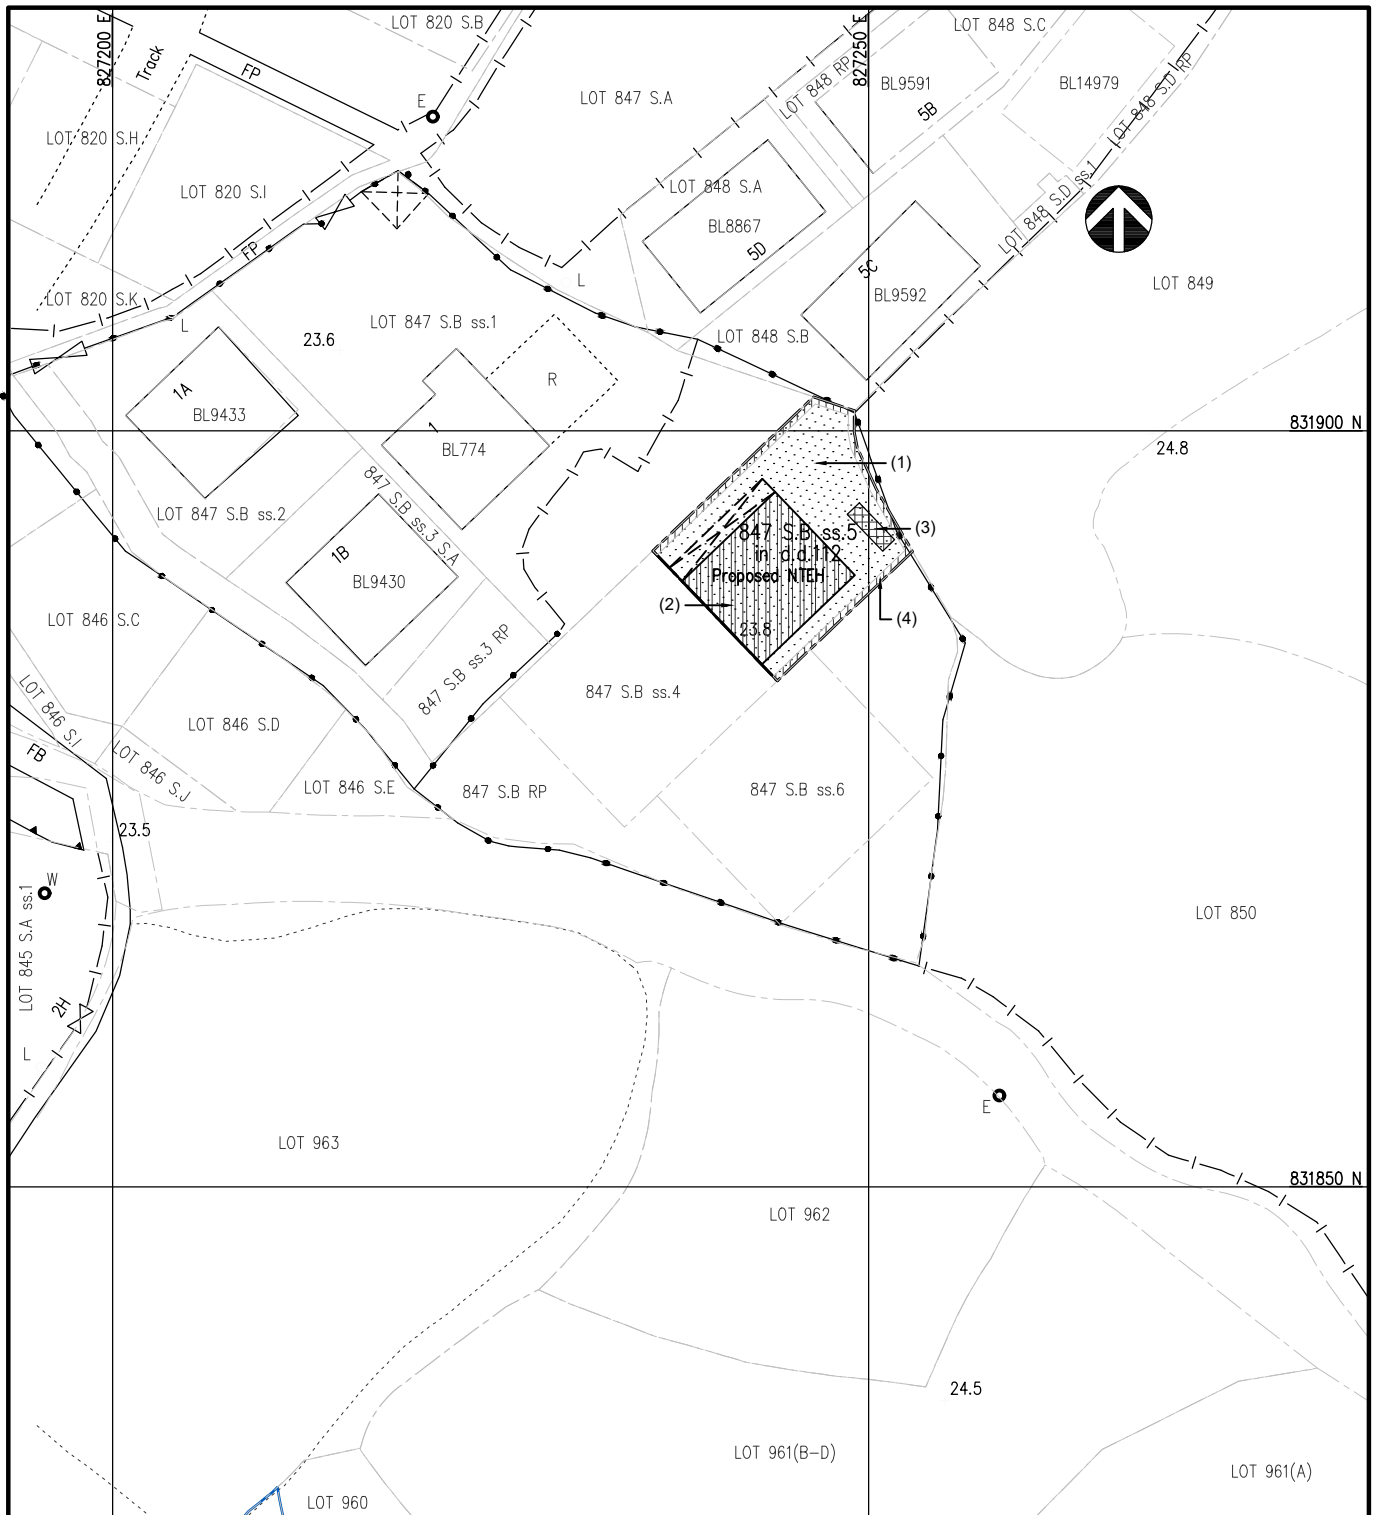 827200 E
Track
FP
LOT 820 S.B
E
LOT 847 S.A
LOT 848 RP
827250 E
LOT 848 S.C
BL9591
5B
BL14979
LOT 848 S.D RP
LOT 820 S.H
LOT 820 S.I
LOT 848 S.A
BL8867
5D
LOT 848 S.D ss.1
FP
5C
BL9592
LOT 849
LOT 820 S.K
L
L
LOT 847 S.B ss.1
23.6
LOT 848 S.B
R
1A
BL9433
1
BL774
831900 N
24.8
(1)
847 S.B ss.3 S.A
LOT 847 S.B ss.2
(3)
847 S.B ss.5
in d.d.112
Proposed NTEH
1B
BL9430
(2)
(4)
23.8
LOT 846 S.C
847 S.B ss.3 RP
847 S.B ss.4
LOT 846 S.I
LOT 846 S.D
FB
LOT 846 S.J
LOT 846 S.E
847 S.B RP
847 S.B ss.6
23.5
W
LOT 845 S.A ss.1
LOT 850
2H
L
E
LOT 963
831850 N
LOT 962
24.5
LOT 961(B-D)
LOT 961(A)
LOT 960